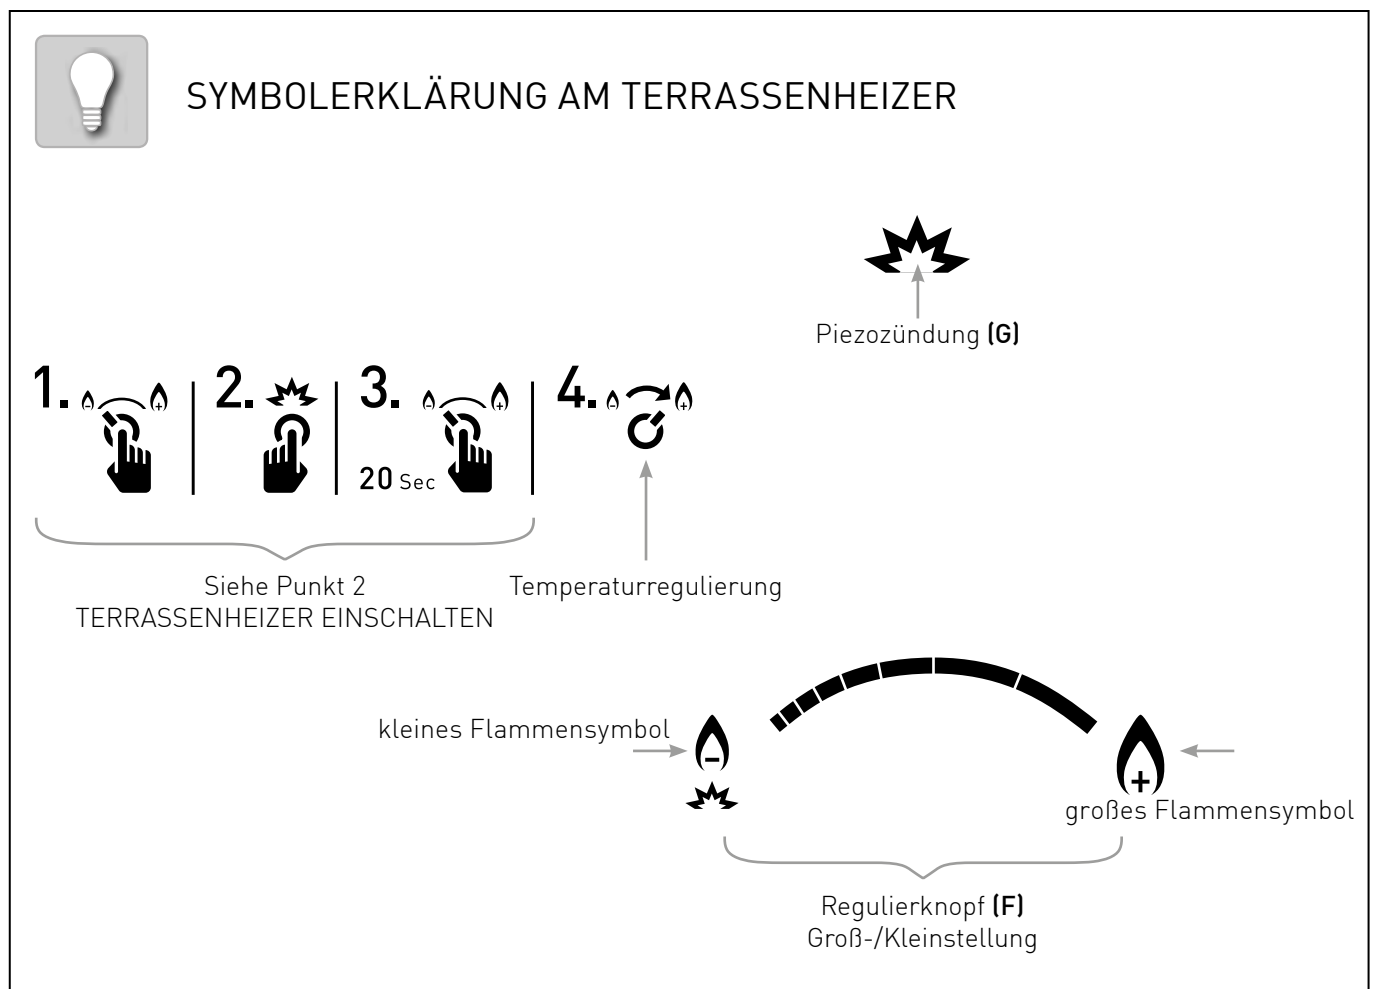 SYMBOLERKLÄRUNG AM TERRASSENHEIZER
Piezozündung (G)
1. 2. 3. 4.
20 Sec
Siehe Punkt 2
TERRASSENHEIZER EINSCHALTEN
Temperaturregulierung
kleines Flammensymbol
großes Flammensymbol
Regulierknopf (F)
Groß-/Kleinstellung